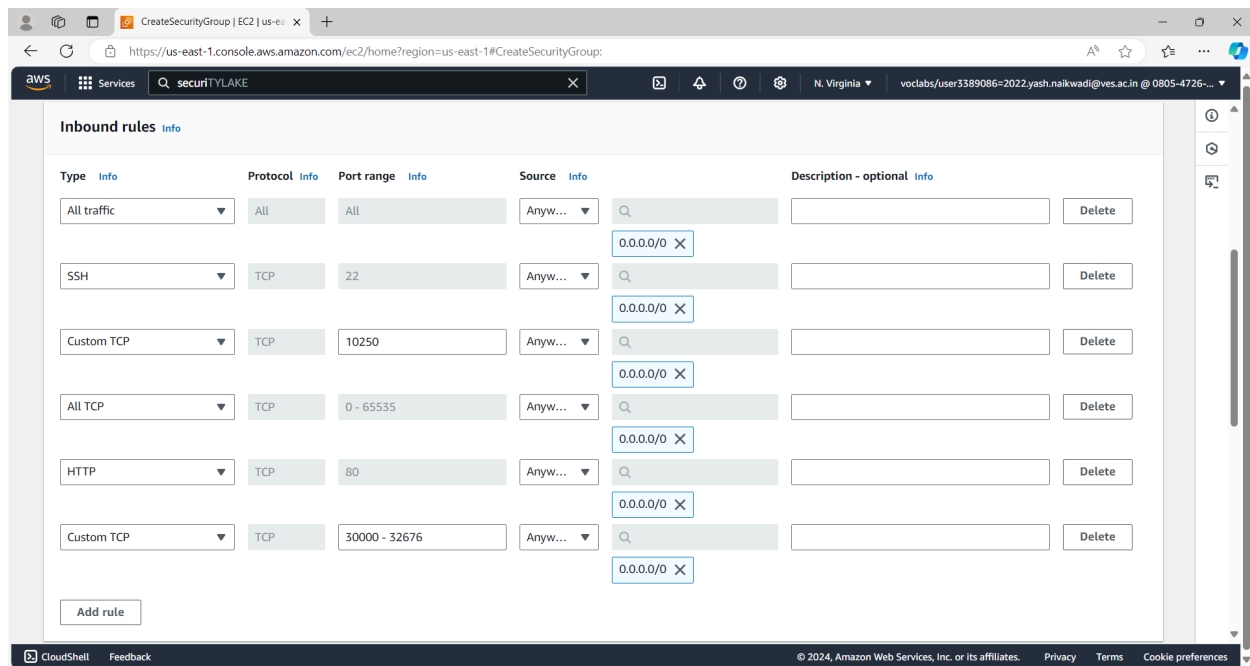 CreateSecurityGroup | EC2 | us-ea
https://us-east-1.console.aws.amazon.com/ec2/home?region=us-east-1#CreateSecurityGroup:
aws Services securiTYLAKE N. Virginia voclabs/user3389086=2022.yash.naikwadi@ves.ac.in @ 0805-4726-...
Inbound rules Info
Type Info Protocol Info Port range Info Source Info Description - optional Info
All traffic All All Anyw... Delete
0.0.0.0/0
SSH TCP 22 Anyw... Delete
0.0.0.0/0
Custom TCP TCP 10250 Anyw... Delete
0.0.0.0/0
All TCP TCP 0 - 65535 Anyw... Delete
0.0.0.0/0
HTTP TCP 80 Anyw... Delete
0.0.0.0/0
Custom TCP TCP 30000 - 32676 Anyw... Delete
0.0.0.0/0
Add rule
CloudShell Feedback © 2024, Amazon Web Services, Inc. or its affiliates. Privacy Terms Cookie preferences